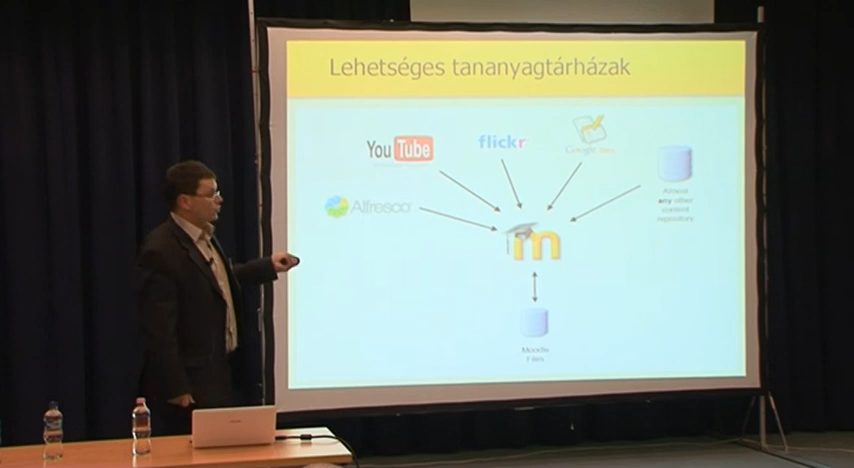 Lehetséges tananyagtárházak
YouTube
flickr
Google Docs
Alfresco
Almost
any other
content
repository
m
Moodle
Files